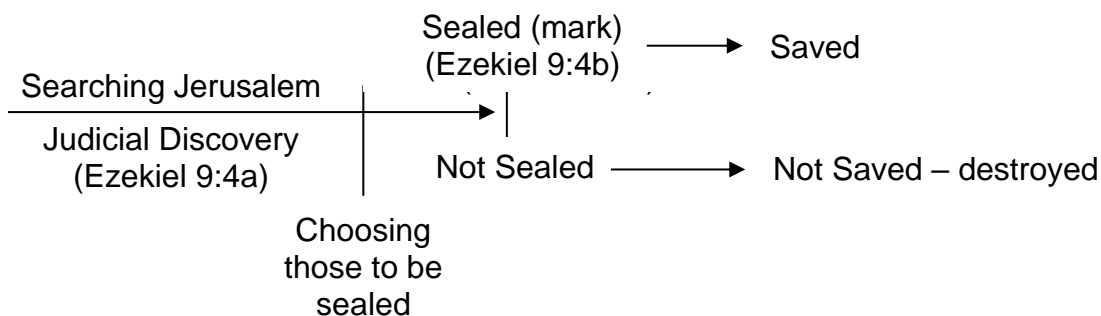 Sealed (mark)
(Ezekiel 9:4b)
Saved
Searching Jerusalem
Judicial Discovery
(Ezekiel 9:4a)
Not Sealed
Not Saved – destroyed
Choosing
those to be
sealed